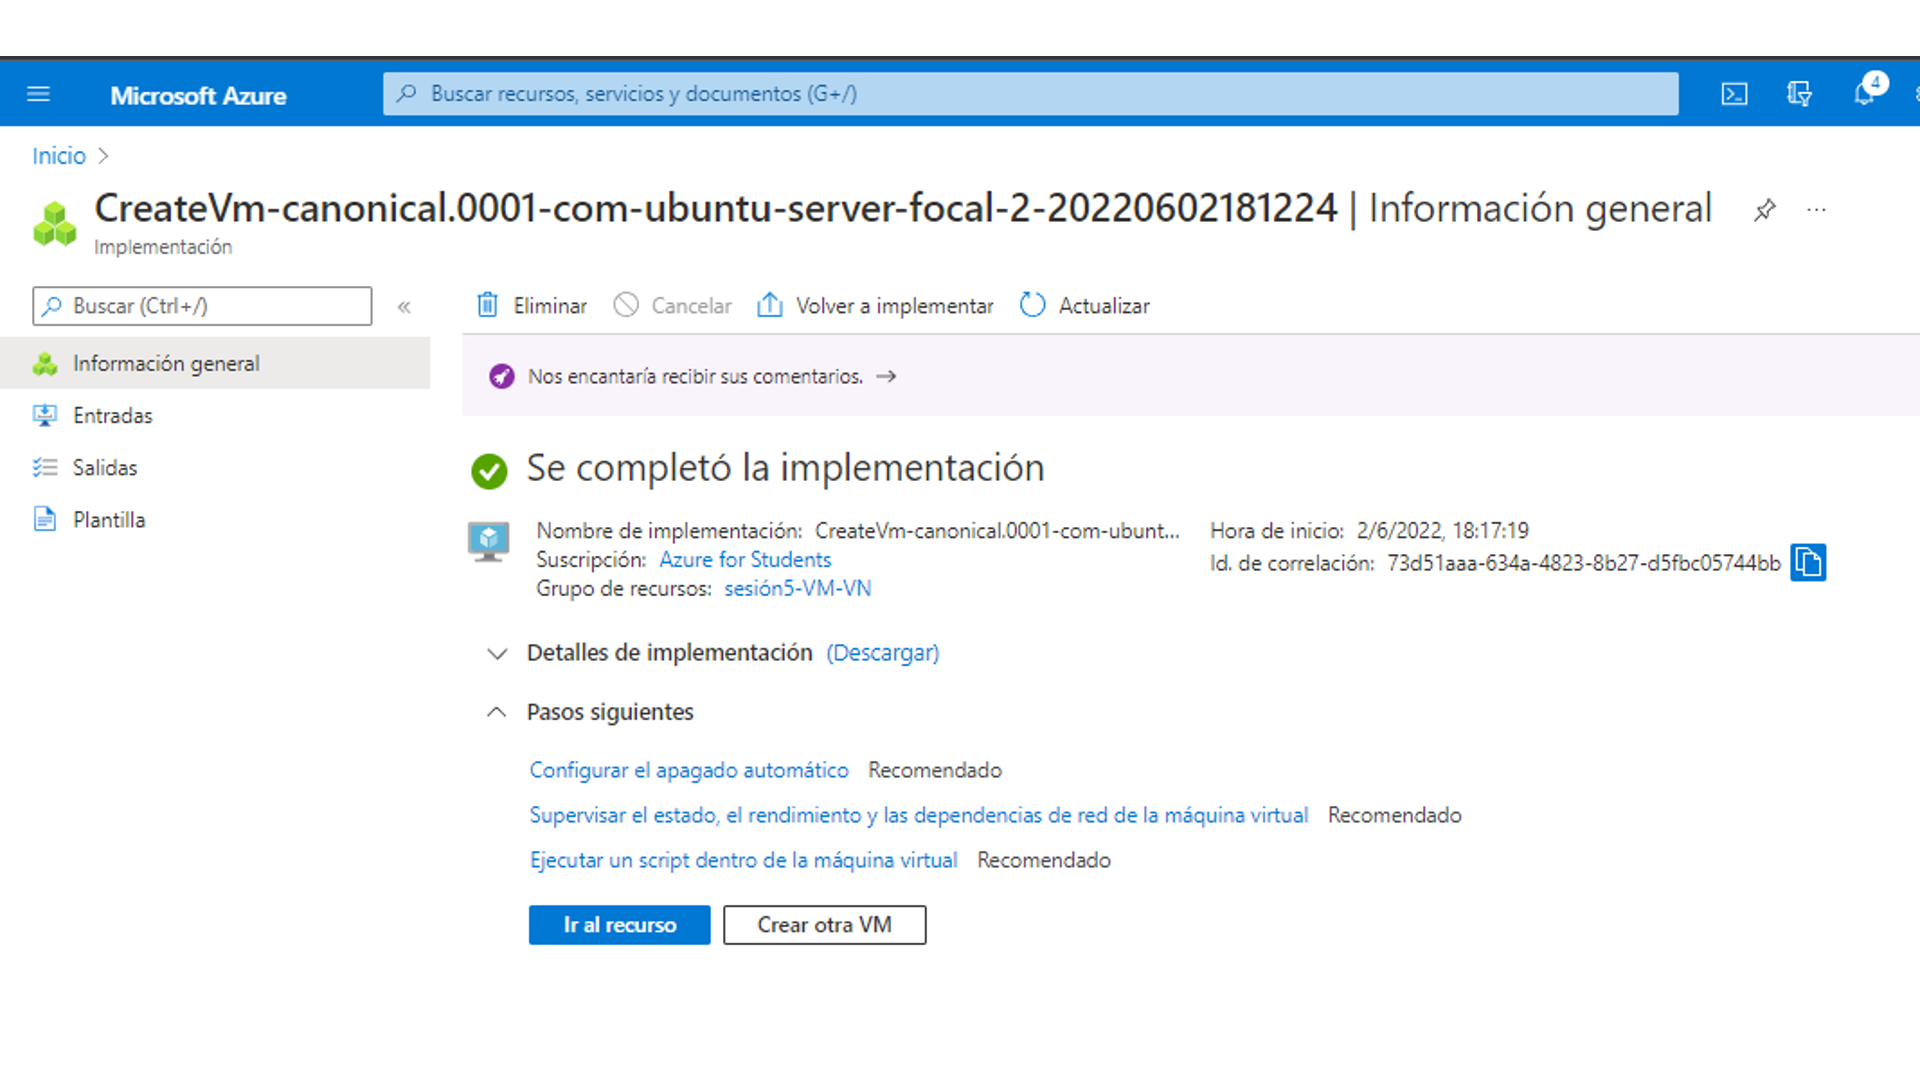 Microsoft Azure
Buscar recursos, servicios y documentos (G+/)
4
Inicio
CreateVm-canonical.0001-com-ubuntu-server-focal-2-20220602181224 | Información general
Implementación
Buscar (Ctrl+/)
Eliminar
Cancelar
Volver a implementar
Actualizar
Información general
Entradas
Salidas
Plantilla
Nos encantaría recibir sus comentarios.
Se completó la implementación
Nombre de implementación: CreateVm-canonical.0001-com-ubunt...
Suscripción: Azure for Students
Grupo de recursos: sesión5-VM-VN
Hora de inicio: 2/6/2022, 18:17:19
Id. de correlación: 73d51aaa-634a-4823-8b27-d5fbc05744bb
Detalles de implementación (Descargar)
Pasos siguientes
Configurar el apagado automático Recomendado
Supervisar el estado, el rendimiento y las dependencias de red de la máquina virtual Recomendado
Ejecutar un script dentro de la máquina virtual Recomendado
Ir al recurso
Crear otra VM